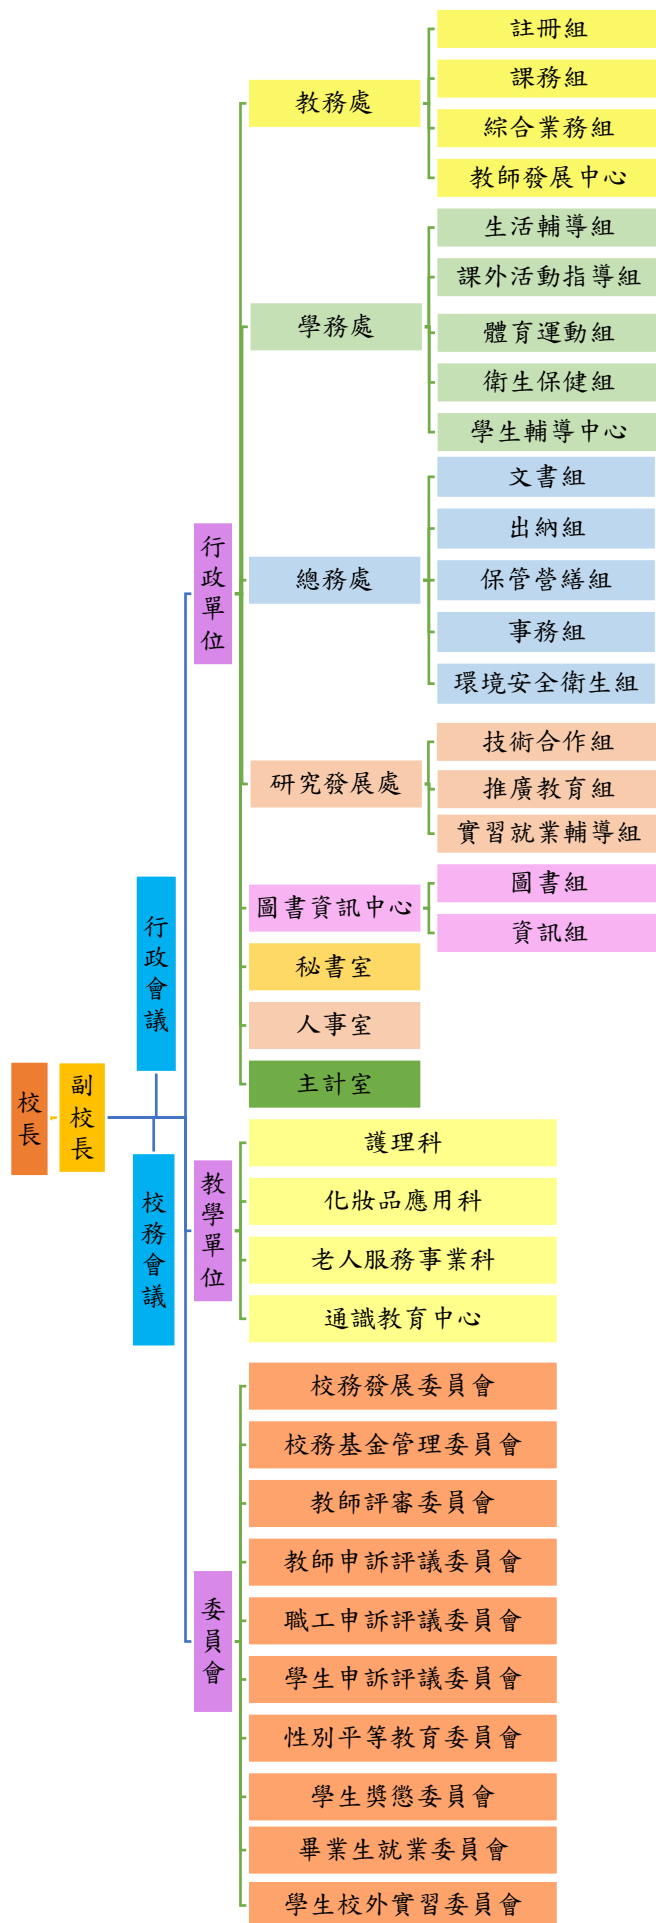 校長
副校長
行政會議
校務會議
行政單位
教務處
註冊組
課務組
綜合業務組
教師發展中心
學務處
生活輔導組
課外活動指導組
體育運動組
衛生保健組
學生輔導中心
總務處
文書組
出納組
保管營繕組
事務組
環境安全衛生組
研究發展處
技術合作組
推廣教育組
實習就業輔導組
圖書資訊中心
圖書組
資訊組
秘書室
人事室
主計室
教學單位
護理科
化妝品應用科
老人服務事業科
通識教育中心
委員會
校務發展委員會
校務基金管理委員會
教師評審委員會
教師申訴評議委員會
職工申訴評議委員會
學生申訴評議委員會
性別平等教育委員會
學生獎懲委員會
畢業生就業委員會
學生校外實習委員會